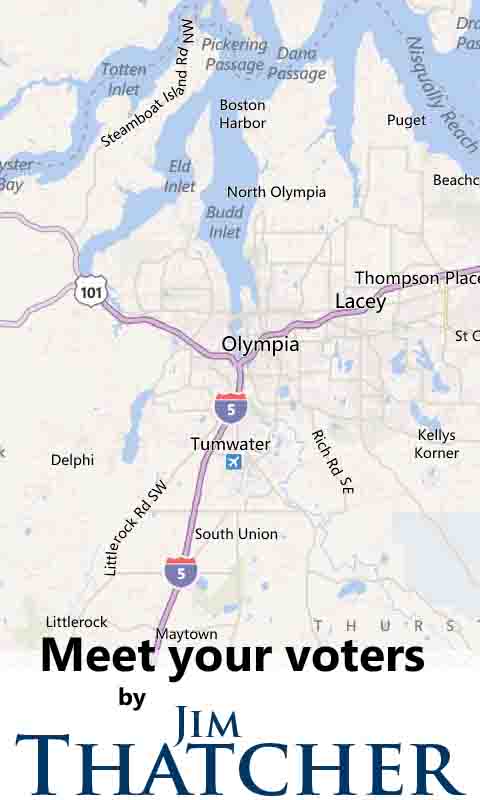 Pickering
Passage
Dana
Passage
Totten
Inlet
Steamboat Island Rd NW
Nisqually Reach
Boston
Harbor
Puget
Eld
Inlet
North Olympia
Budd
Inlet
101
Thompson Place
Lacey
Olympia
5
Tumwater
Kellys
Korner
Delphi
Rich Rd SE
Littlerock Rd SW
South Union
5
Littlerock
Maytown
T H U R S
Meet your voters
by
JIM
THATCHER